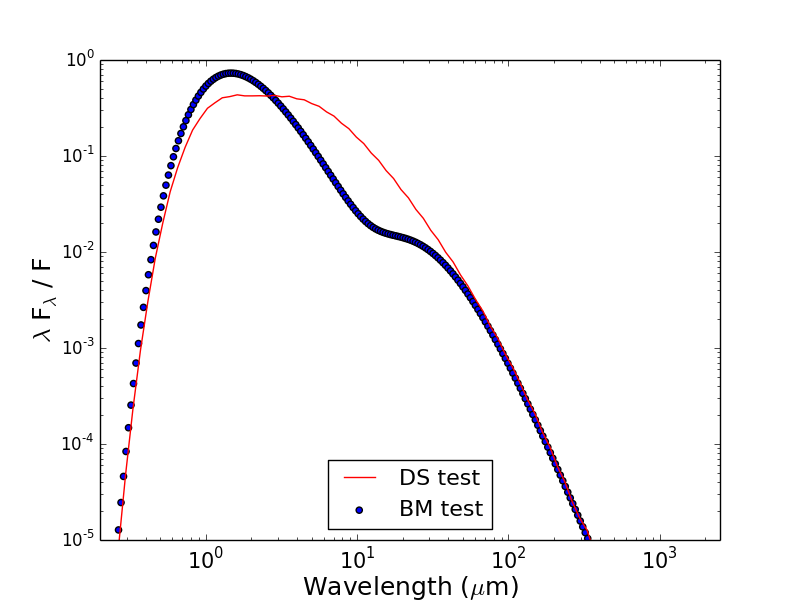 10⁰
10⁻¹
10⁻²
10⁻³
10⁻⁴
10⁻⁵
λ F_λ / F
DS test
BM test
10⁰ 10¹ 10² 10³
Wavelength (μm)